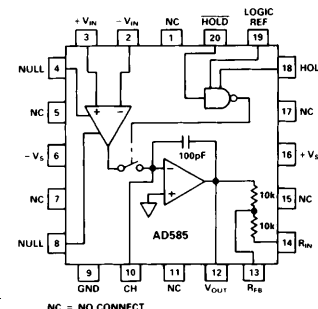 + VIN
- VIN
NC
HOLD
LOGIC
REF
3
2
1
20
19
NULL 4
18 HOL
NC 5
17 NC
+ -
- VS 6
100pF
16 + VS
-
+
NC 7
10k
15 NC
10k
AD585
NULL 8
14 RIN
9
10
11
12
13
GND
CH
NC
VOUT
RFB
NC = NO CONNECT